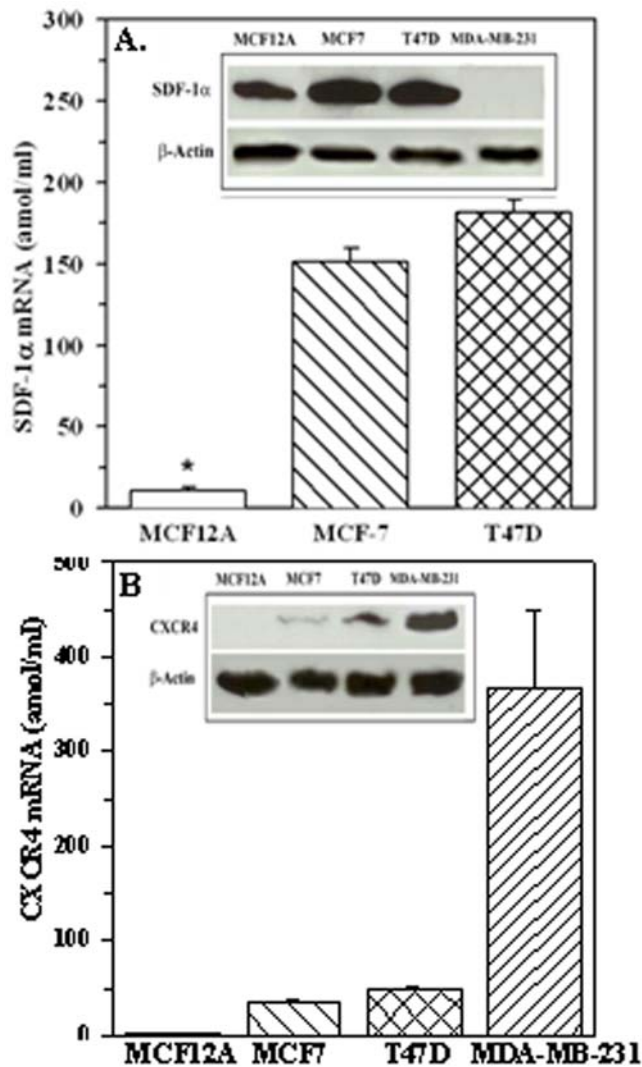 A.
MCF12A MCF7 T47D MDA-MB-231
SDF-1α
β-Actin
SDF-1α mRNA (amol/ml)
300
250
200
150
100
50
0
*
MCF12A MCF-7 T47D
B
MCF12A MCF7 T47D MDA-MB-231
CXCR4
β-Actin
CXCR4 mRNA (amol/ml)
500
400
300
200
100
0
MCF12A MCF7 T47D MDA-MB-231